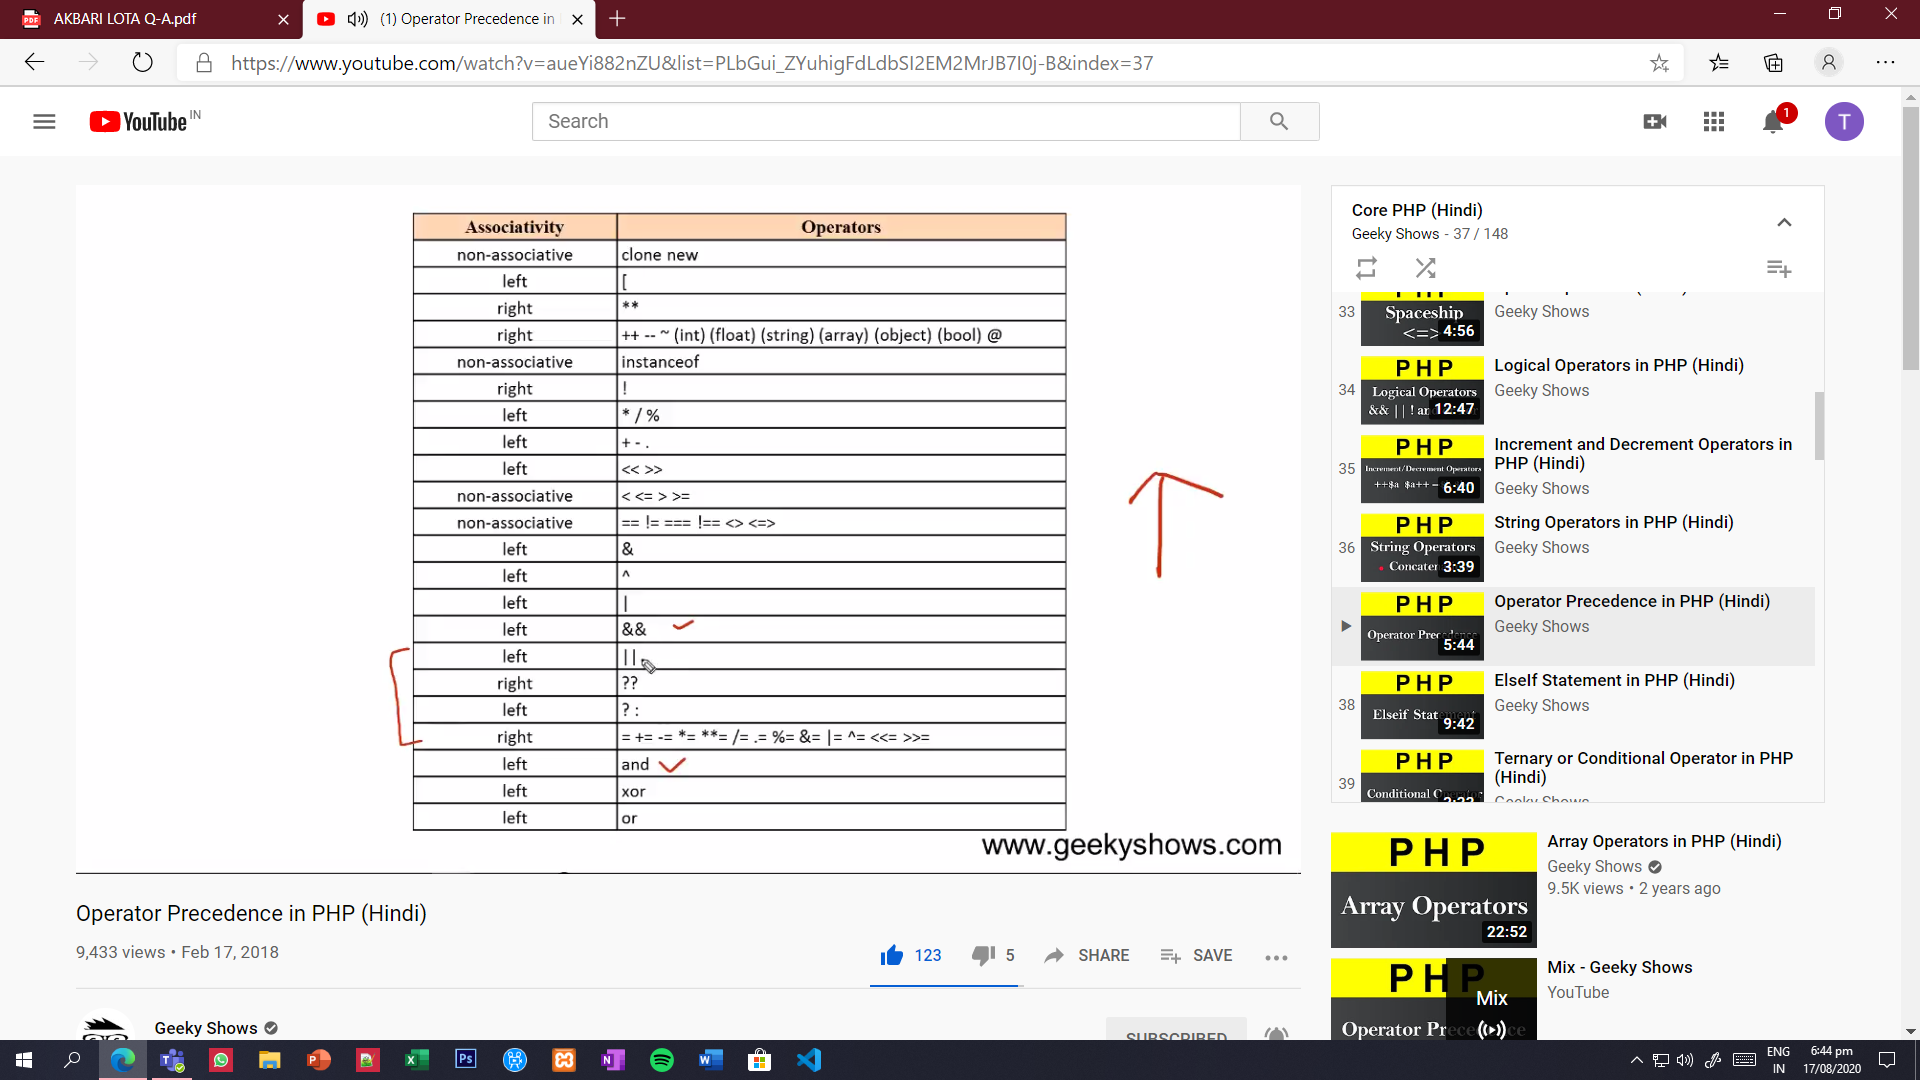 AKBARI LOTA Q-A.pdf
(1) Operator Precedence in
https://www.youtube.com/watch?v=aueYi882nZU&list=PLbGui_ZYuhigFdLdbSI2EM2MrJB7I0j-B&index=37
YouTube IN
Search
1
T
Associativity Operators
non-associative clone new
left [
right **
right ++ -- ~ (int) (float) (string) (array) (object) (bool) @
non-associative instanceof
right !
left * / %
left + - .
left << >>
non-associative < <= > >=
non-associative == != === !== <> <=>
left &
left ^
left |
left &&
left ||
right ??
left ? :
right = += -= *= **= /= .= %= &= |= ^= <<= >>=
left and
left xor
left or
www.geekyshows.com
Operator Precedence in PHP (Hindi)
9,433 views • Feb 17, 2018
123
5
SHARE
SAVE
Geeky Shows
SUBSCRIBED
Core PHP (Hindi)
Geeky Shows - 37 / 148
33
PHP
Spaceship
<=>
4:56
Geeky Shows
34
PHP
Logical Operators
&& || ! an
12:47
Logical Operators in PHP (Hindi)
Geeky Shows
35
PHP
Increment/Decrement Operators
++$a $a++
6:40
Increment and Decrement Operators in
PHP (Hindi)
Geeky Shows
36
PHP
String Operators
• Concaten
3:39
String Operators in PHP (Hindi)
Geeky Shows
PHP
Operator Precedence
5:44
Operator Precedence in PHP (Hindi)
Geeky Shows
38
PHP
Elseif Stat
9:42
ElseIf Statement in PHP (Hindi)
Geeky Shows
39
PHP
Conditional Operator
Ternary or Conditional Operator in PHP
(Hindi)
Geeky Shows
PHP
Array Operators
22:52
Array Operators in PHP (Hindi)
Geeky Shows
9.5K views • 2 years ago
PHP
Operator Precedence
Mix
Mix - Geeky Shows
YouTube
ENG
IN
6:44 pm
17/08/2020